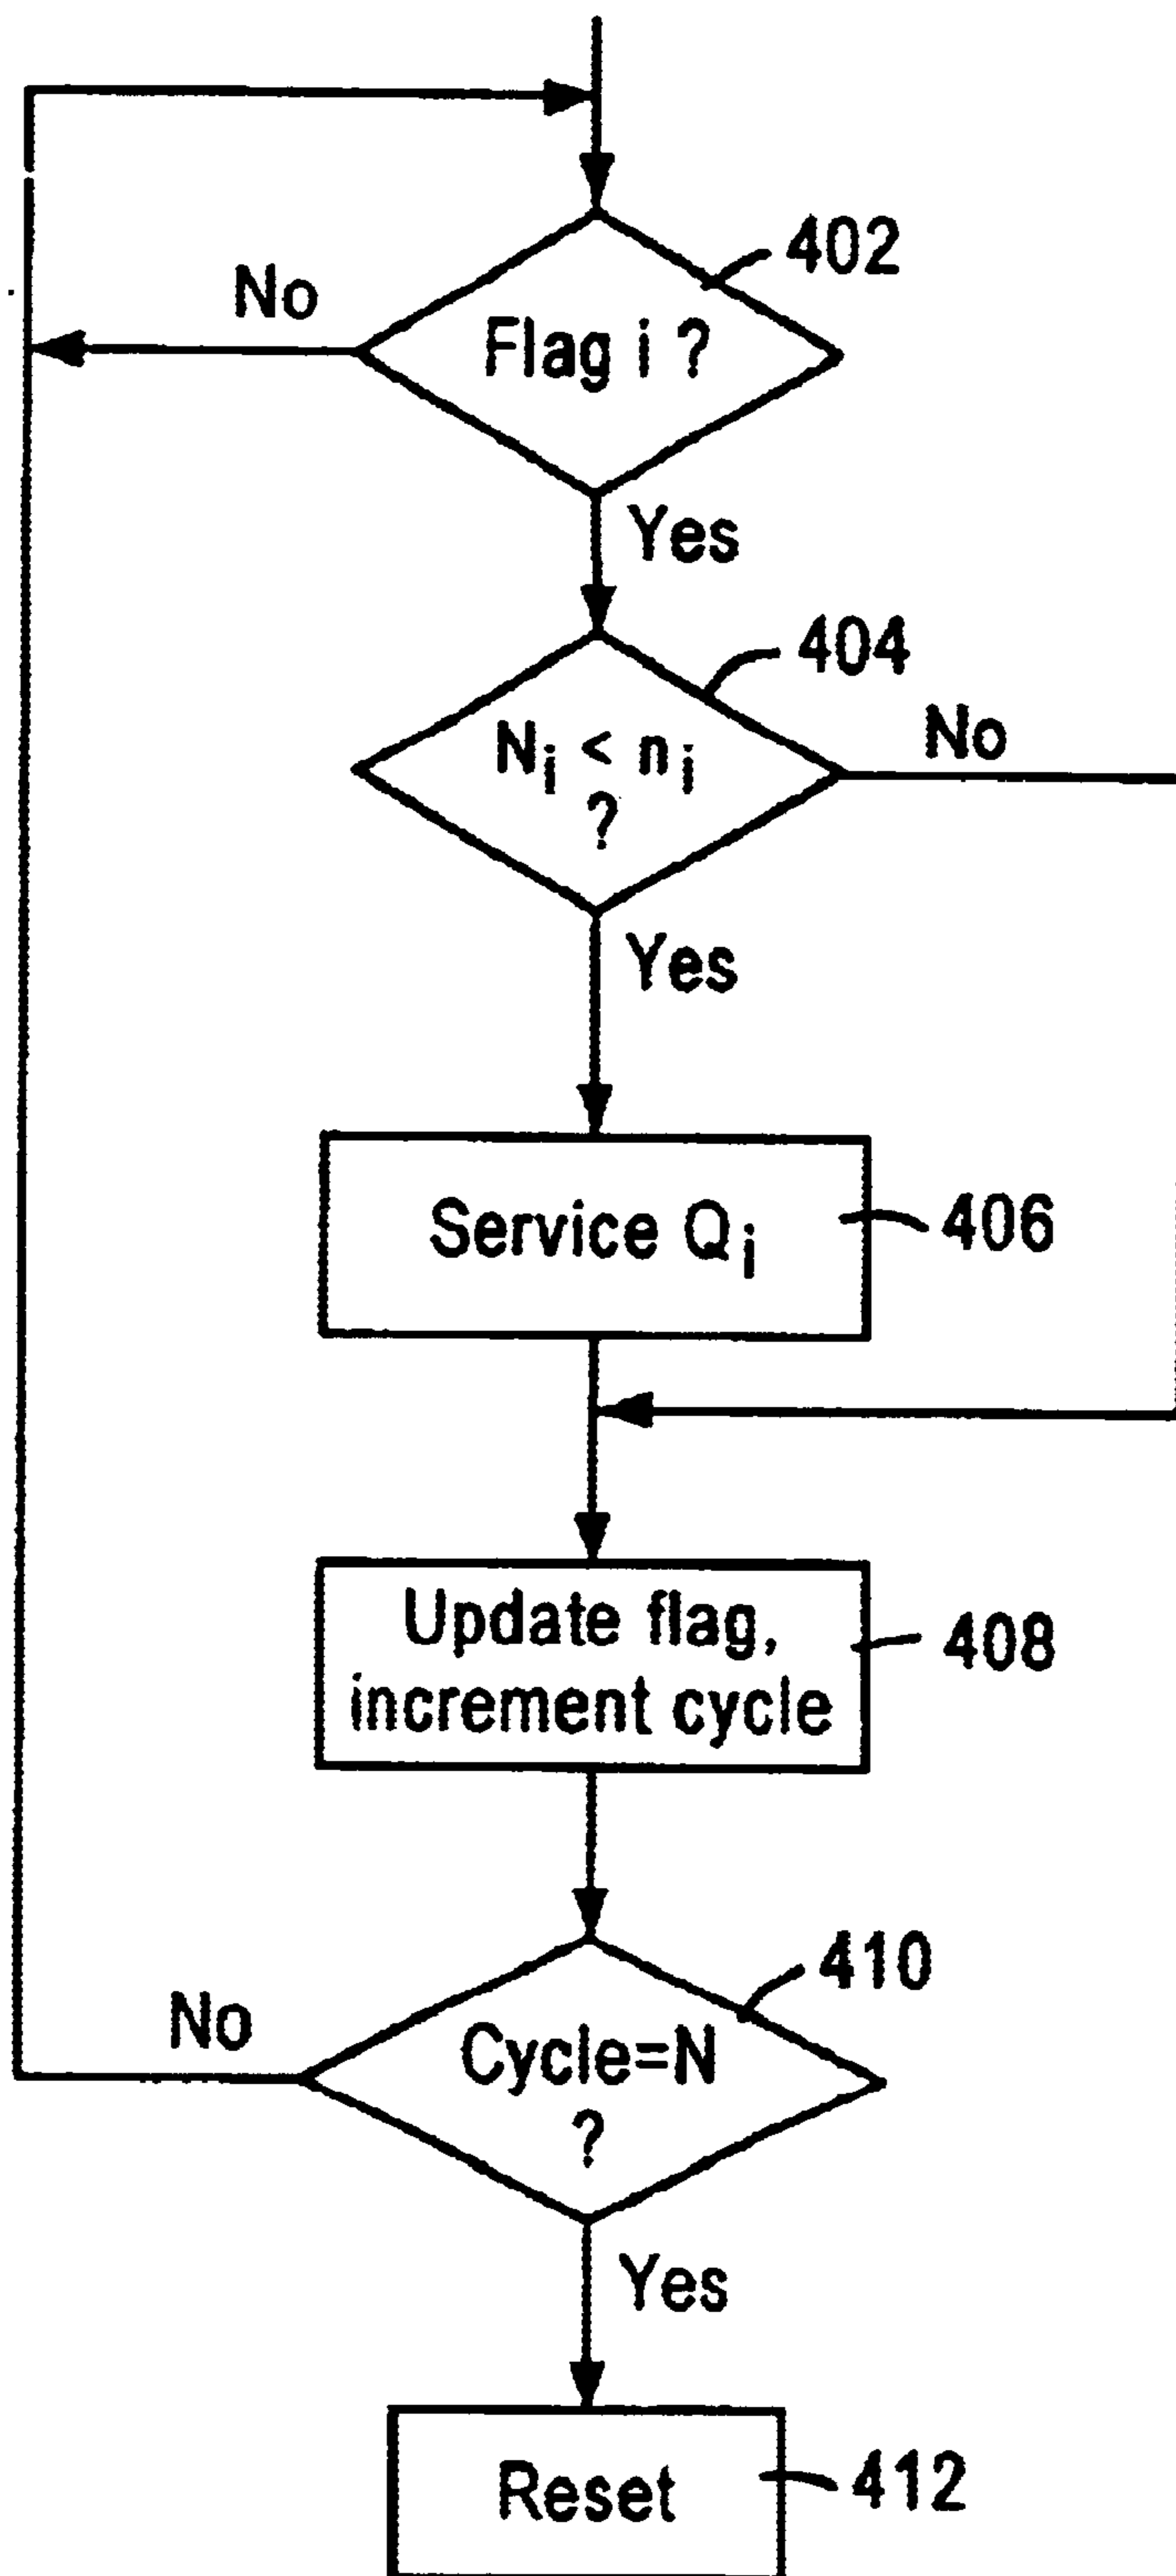 402
No
Flag i ?
Yes
404
No
Ni < ni
?
Yes
Service Qi
406
Update flag,
increment cycle
408
410
No
Cycle=N
?
Yes
Reset
412